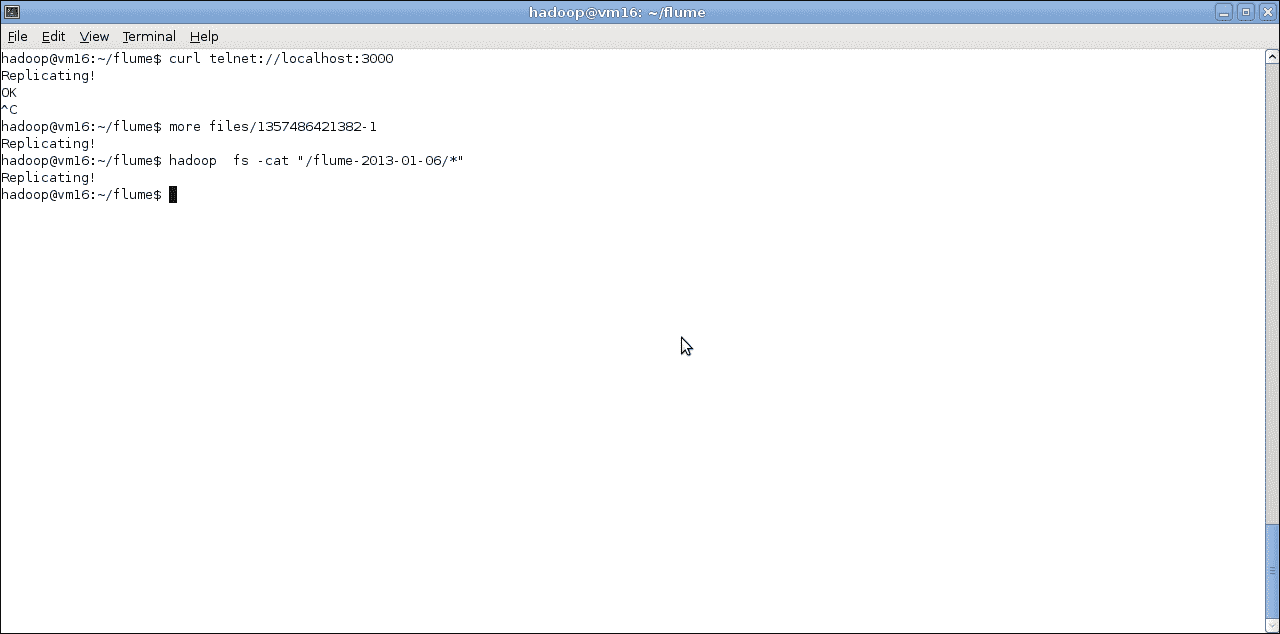 hadoop@vm16: ~/flume
File Edit View Terminal Help
hadoop@vm16:~/flume$ curl telnet://localhost:3000
Replicating!
OK
^C
hadoop@vm16:~/flume$ more files/1357486421382-1
Replicating!
hadoop@vm16:~/flume$ hadoop  fs -cat "/flume-2013-01-06/*"
Replicating!
hadoop@vm16:~/flume$